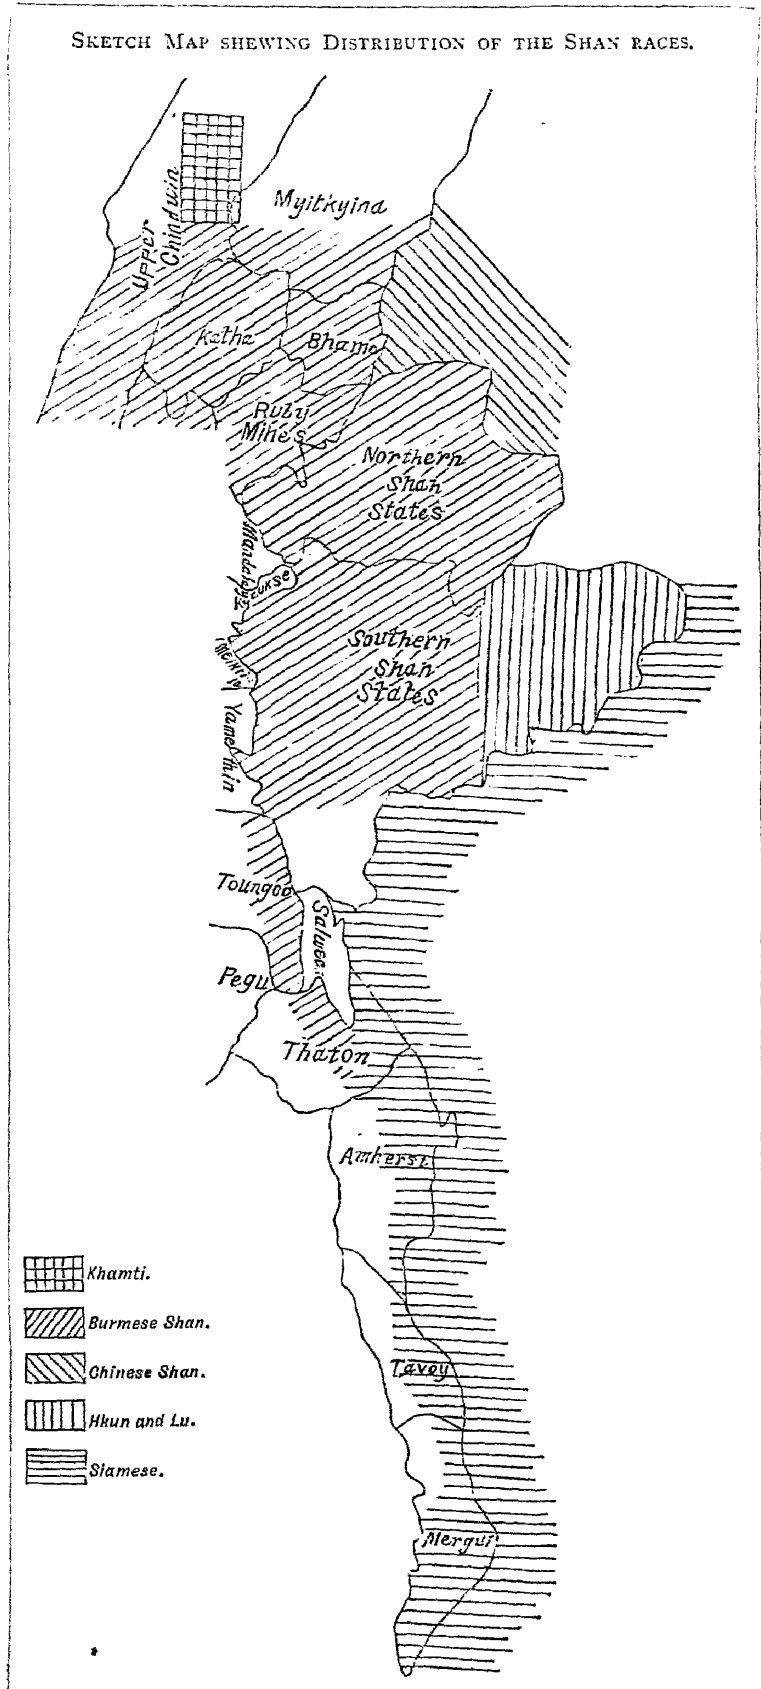 SKETCH MAP SHEWING DISTRIBUTION OF THE SHAN RACES.
Myitkyina
Upper
Chindwin
Katha
Bhamo
Ruby
Mines
Northern
Shan
States
Mandalay
Southern
Shan
States
Yamethin
Toungoo
Salween
Pegu
Thaton
Amherst
Tavoy
Mergui
Khamti.
Burmese Shan.
Chinese Shan.
Hkun and Lu.
Siamese.